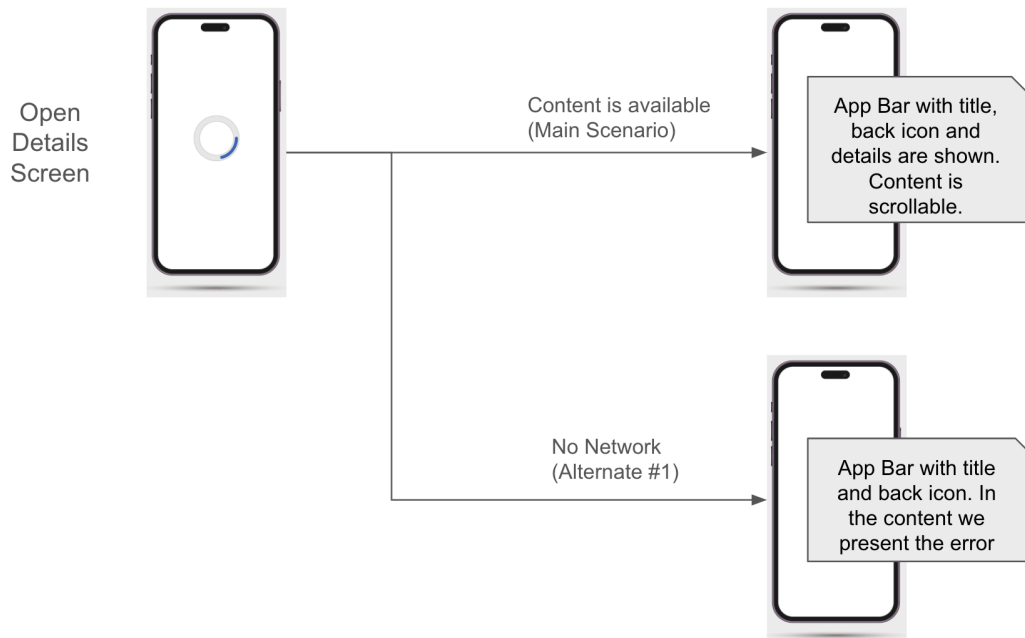 Open
Details
Screen
Content is available
(Main Scenario)
App Bar with title,
back icon and
details are shown.
Content is
scrollable.
No Network
(Alternate #1)
App Bar with title
and back icon. In
the content we
present the error